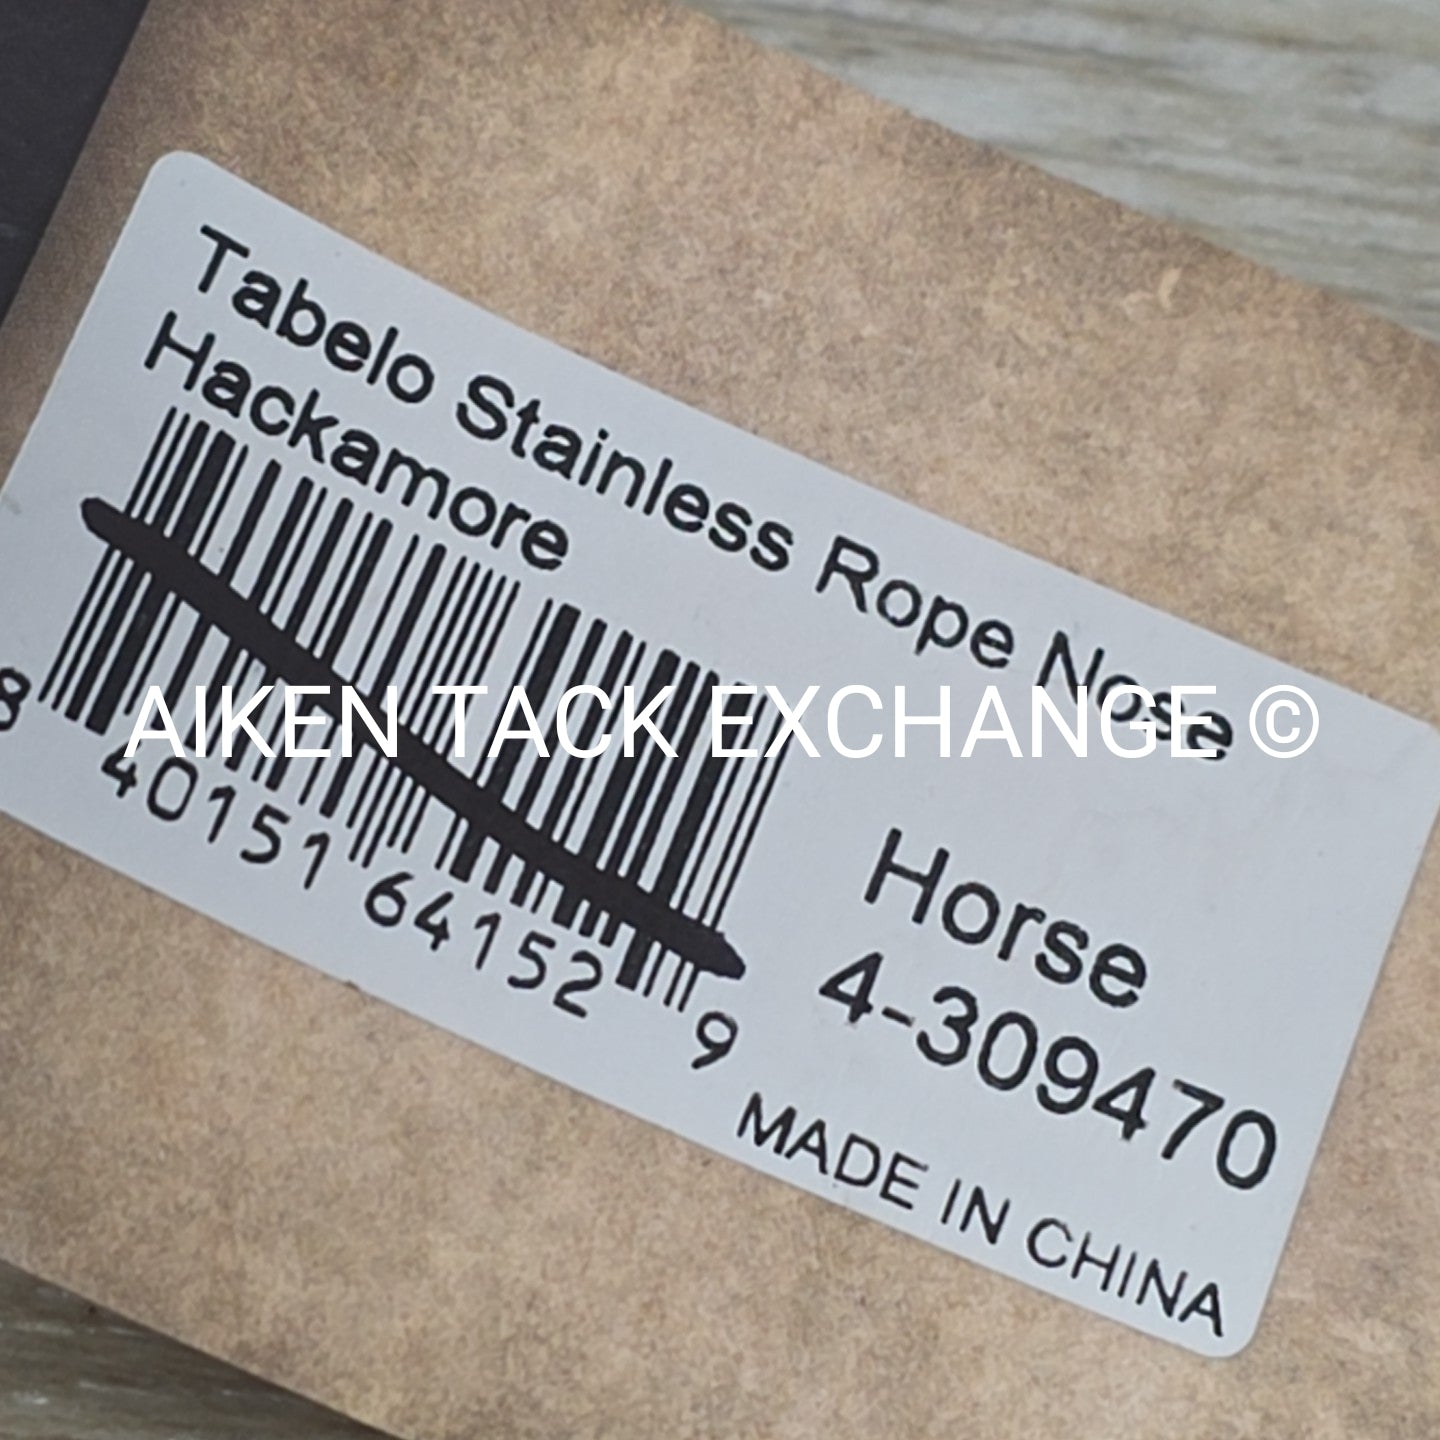 Tabelo Stainless Rope Nose
Hackamore
AIKEN TACK EXCHANGE ©
8 40151 64152 9
Horse
4-309470
MADE IN CHINA